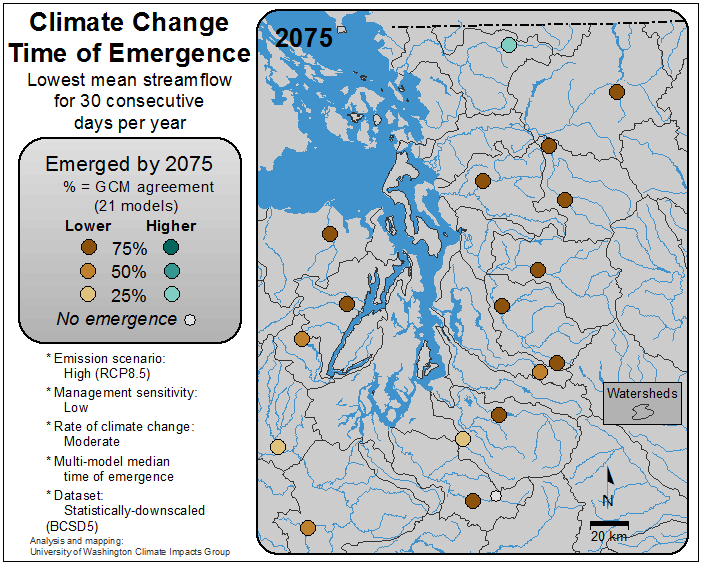 Climate Change
Time of Emergence
Lowest mean streamflow
for 30 consecutive
days per year
Emerged by 2075
% = GCM agreement
(21 models)
Lower Higher
75%
50%
25%
No emergence
* Emission scenario:
High (RCP8.5)
* Management sensitivity:
Low
* Rate of climate change:
Moderate
* Multi-model median
time of emergence
* Dataset:
Statistically-downscaled
(BCSD5)
Analysis and mapping:
University of Washington Climate Impacts Group
2075
Watersheds
N
20 km